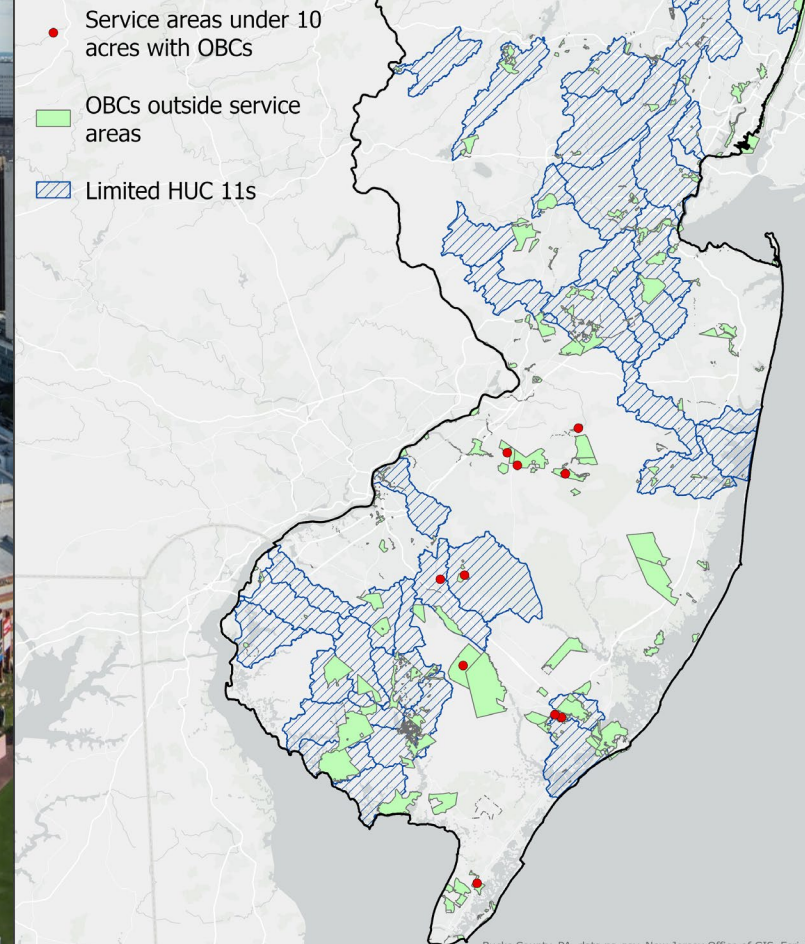 Service areas under 10
acres with OBCs
OBCs outside service
areas
Limited HUC 11s